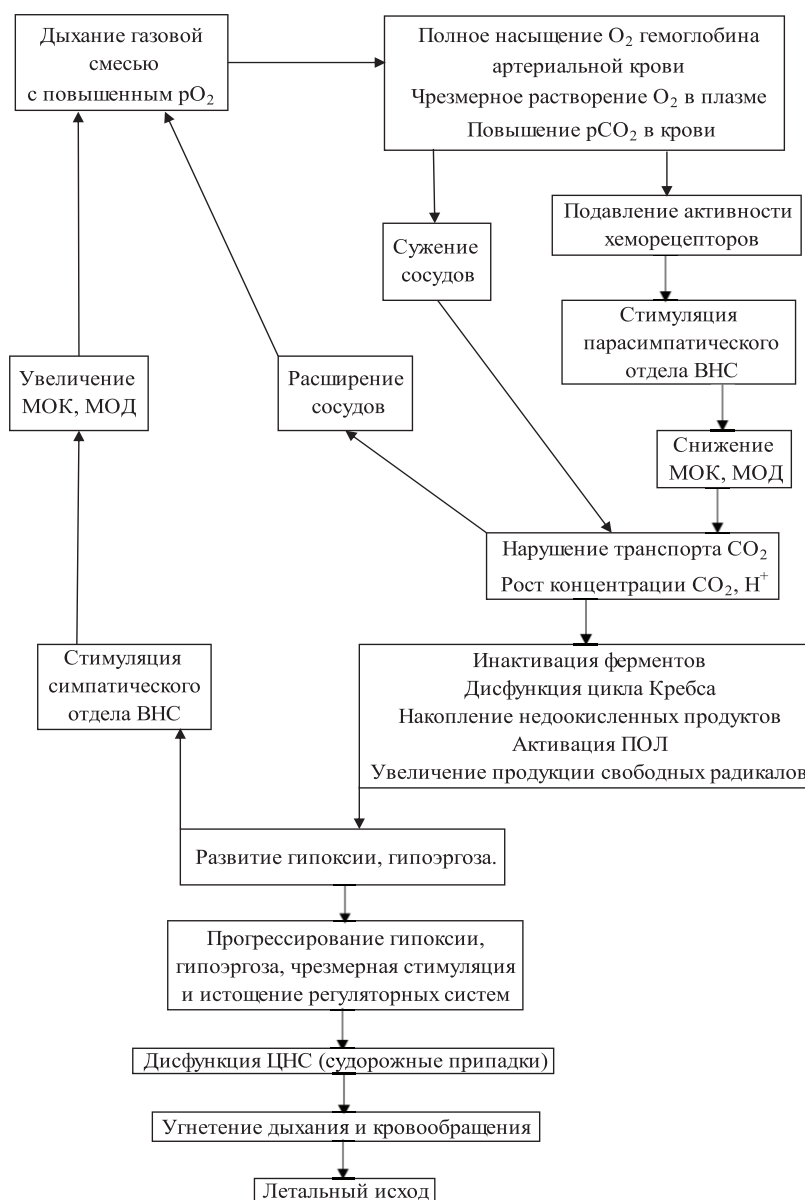 Дыхание газовой
смесью
с повышенным pO₂
Полное насыщение O₂ гемоглобина
артериальной крови
Чрезмерное растворение O₂ в плазме
Повышение pCO₂ в крови
Подавление активности
хеморецепторов
Сужение
сосудов
Стимуляция
парасимпатического
отдела ВНС
Увеличение
МОК, МОД
Расширение
сосудов
Снижение
МОК, МОД
Нарушение транспорта CO₂
Рост концентрации CO₂, H⁺
Стимуляция
симпатического
отдела ВНС
Инактивация ферментов
Дисфункция цикла Кребса
Накопление недоокисленных продуктов
Активация ПОЛ
Увеличение продукции свободных радикалов
Развитие гипоксии, гипоэргоза.
Прогрессирование гипоксии,
гипоэргоза, чрезмерная стимуляция
и истощение регуляторных систем
Дисфункция ЦНС (судорожные припадки)
Угнетение дыхания и кровообращения
Летальный исход